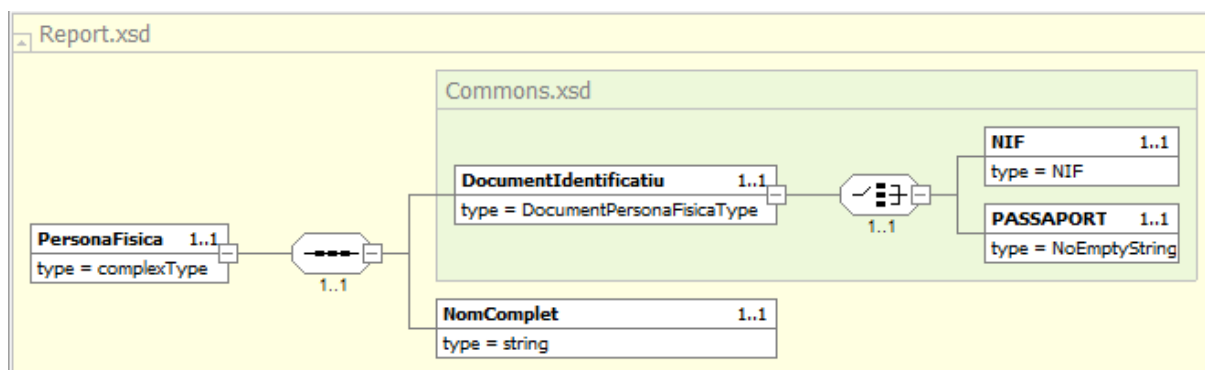 Report.xsd
Commons.xsd
NIF 1..1
type = NIF
DocumentIdentificatiu 1..1
type = DocumentPersonaFisicaType
1..1
PASSAPORT 1..1
type = NoEmptyString
PersonaFisica 1..1
type = complexType
1..1
NomComplet 1..1
type = string